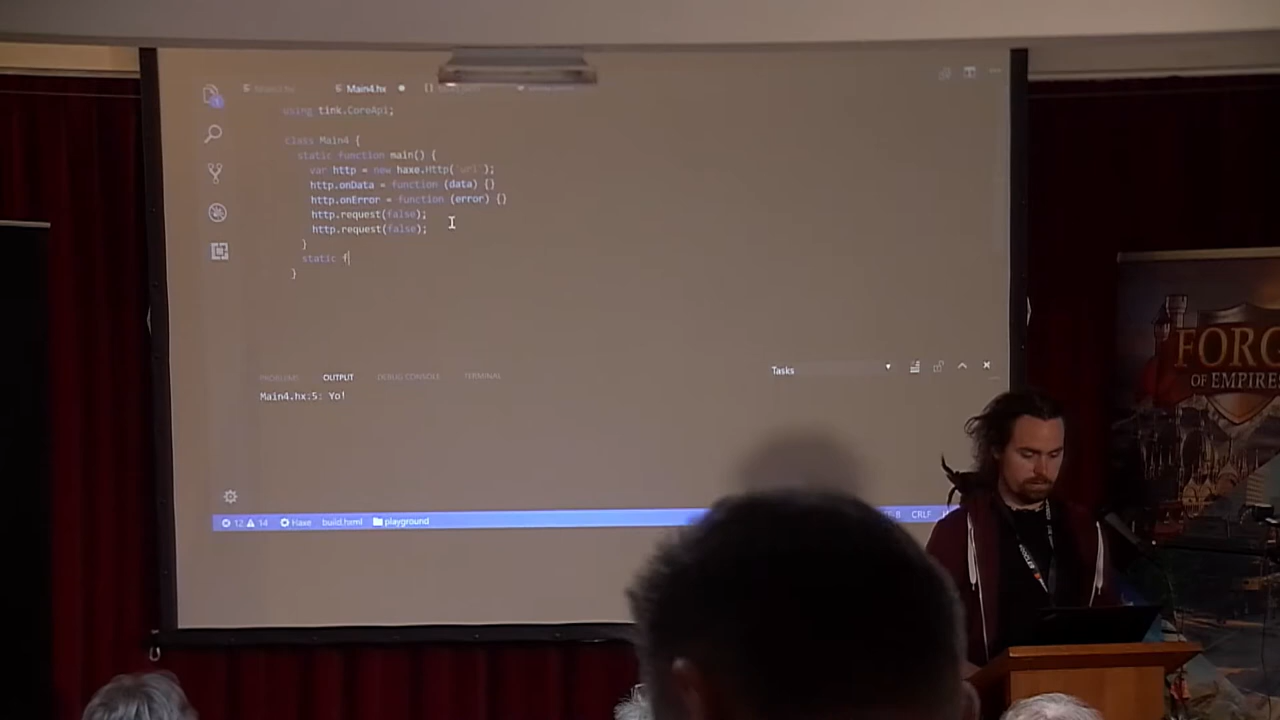 Main4.hx
using tink.CoreApi;
class Main4 {
static function main() {
var http = new haxe.Http("url");
http.onData = function (data) {}
http.onError = function (error) {}
http.request(false);
http.request(false);
}
static f
}
PROBLEMS OUTPUT DEBUG CONSOLE TERMINAL Tasks
Main4.hx:5: Yo!
12 14 Haxe build.hxml playground CRLF
FORG
OF EMPIRES